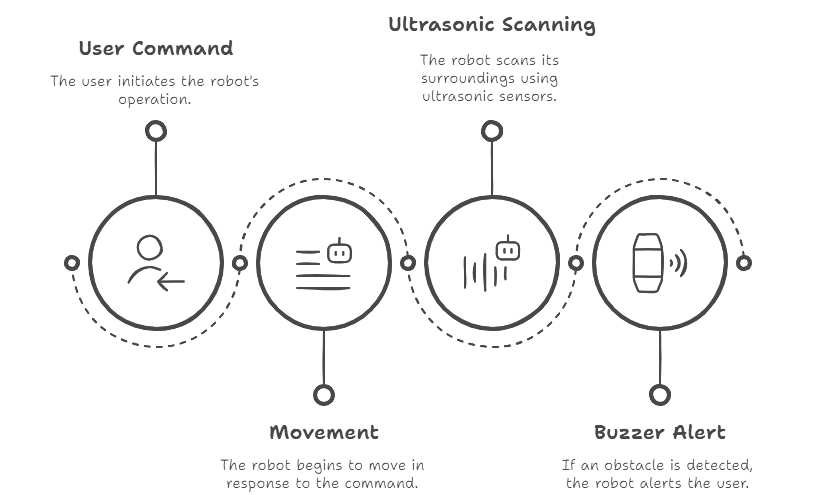 User Command
The user initiates the robot's
operation.
Movement
The robot begins to move in
response to the command.
Ultrasonic Scanning
The robot scans its
surroundings using
ultrasonic sensors.
Buzzer Alert
If an obstacle is detected,
the robot alerts the user.